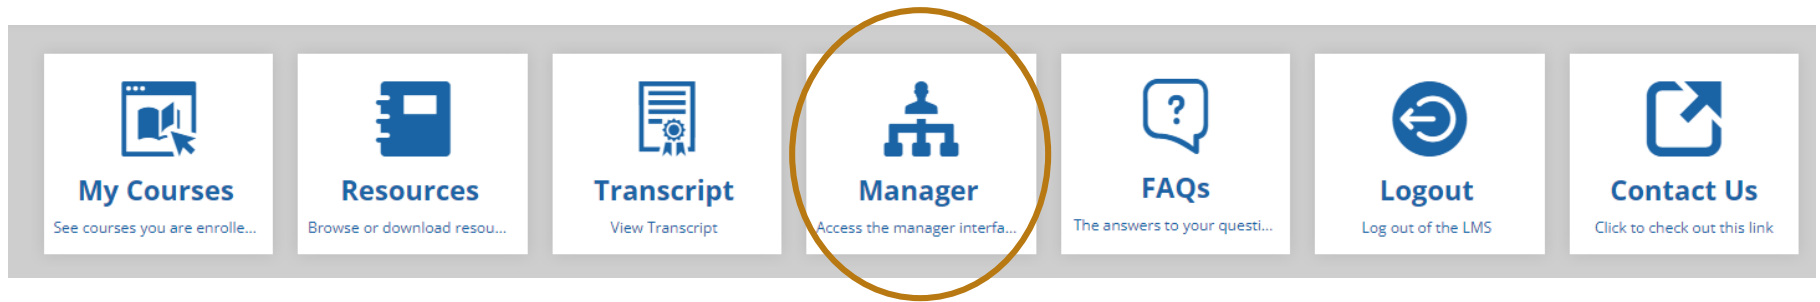 My Courses
See courses you are enrolle...
Resources
Browse or download resou...
Transcript
View Transcript
Manager
Access the manager interfa...
?
FAQs
The answers to your questi...
Logout
Log out of the LMS
Contact Us
Click to check out this link